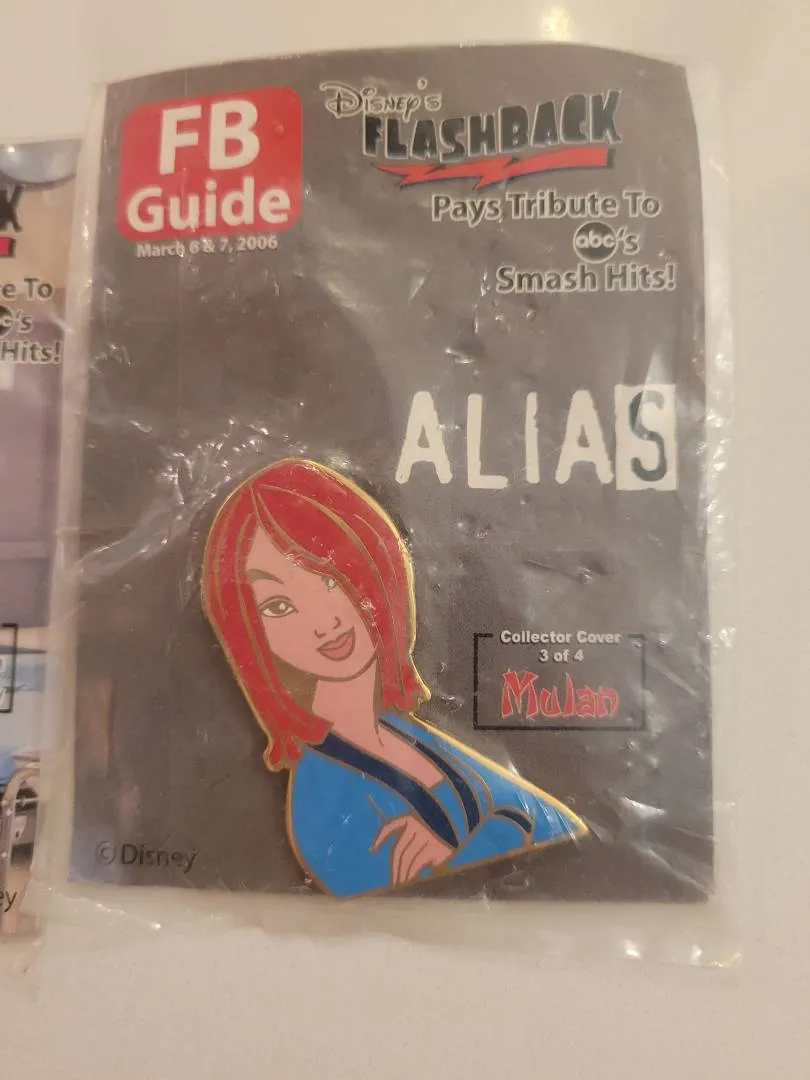 FB
Guide
March 6 & 7, 2006
Disney's
FLASHBACK
Pays Tribute To
abc's
Smash Hits!
ALIAS
Collector Cover
3 of 4
Mulan
© Disney
K
e To
c's
Hits!
ey